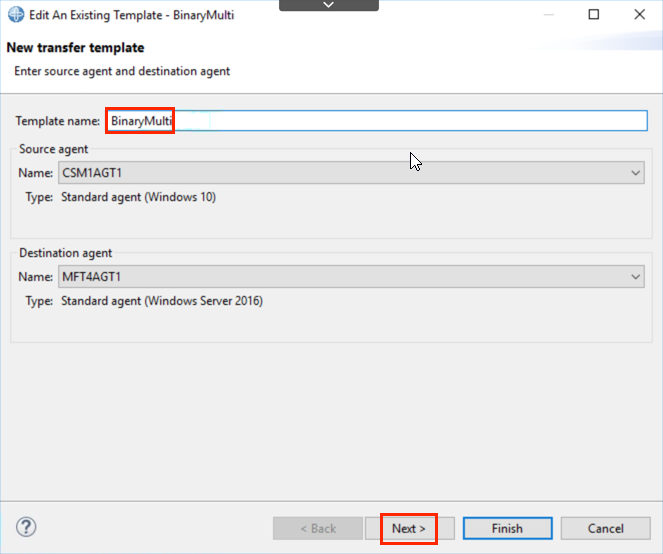 Edit An Existing Template - BinaryMulti
New transfer template
Enter source agent and destination agent
Template name: BinaryMulti
Source agent
Name: CSM1AGT1
Type: Standard agent (Windows 10)
Destination agent
Name: MFT4AGT1
Type: Standard agent (Windows Server 2016)
? < Back Next > Finish Cancel